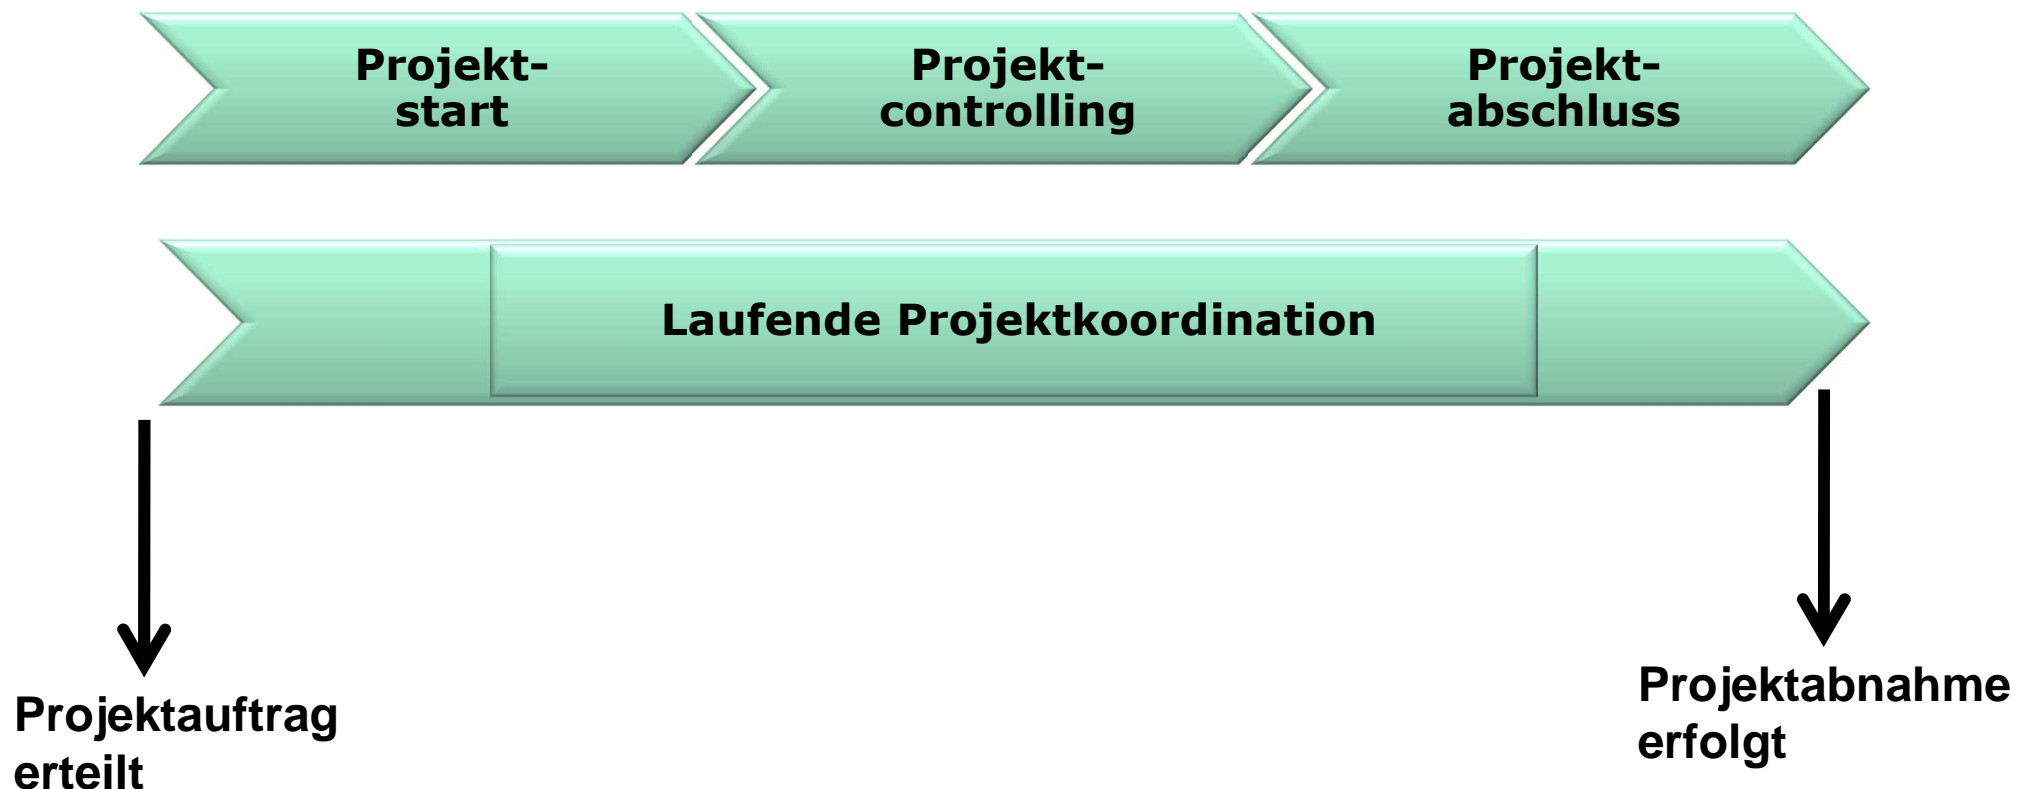 Projekt-
start
Projekt-
controlling
Projekt-
abschluss
Laufende Projektkoordination
Projektauftrag
erteilt
Projektabnahme
erfolgt